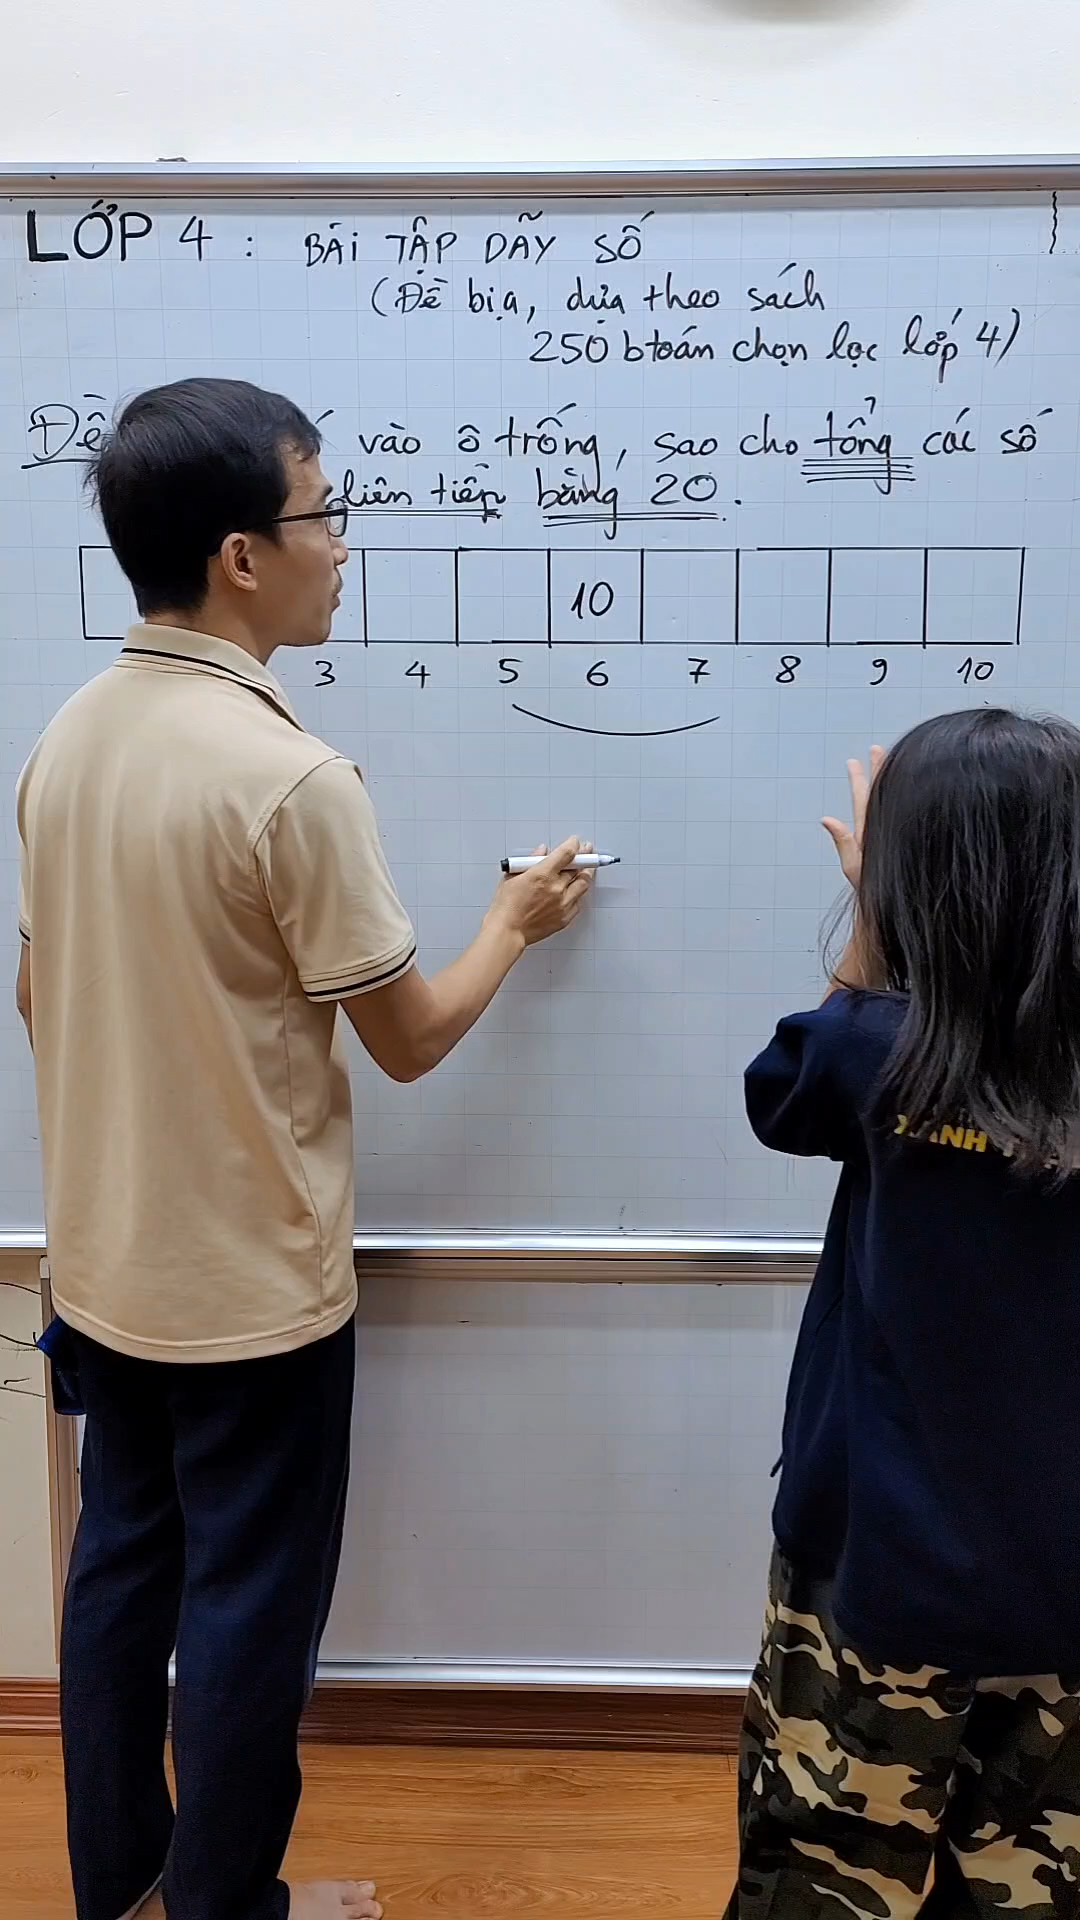 LỚP 4 : BÀI TẬP DÃY SỐ
(Đề bịa, dựa theo sách
250 btoán chọn lọc lớp 4)
Đề vào ô trống, sao cho tổng các số
liên tiếp bằng 20.
10
3 4 5 6 7 8 9 10